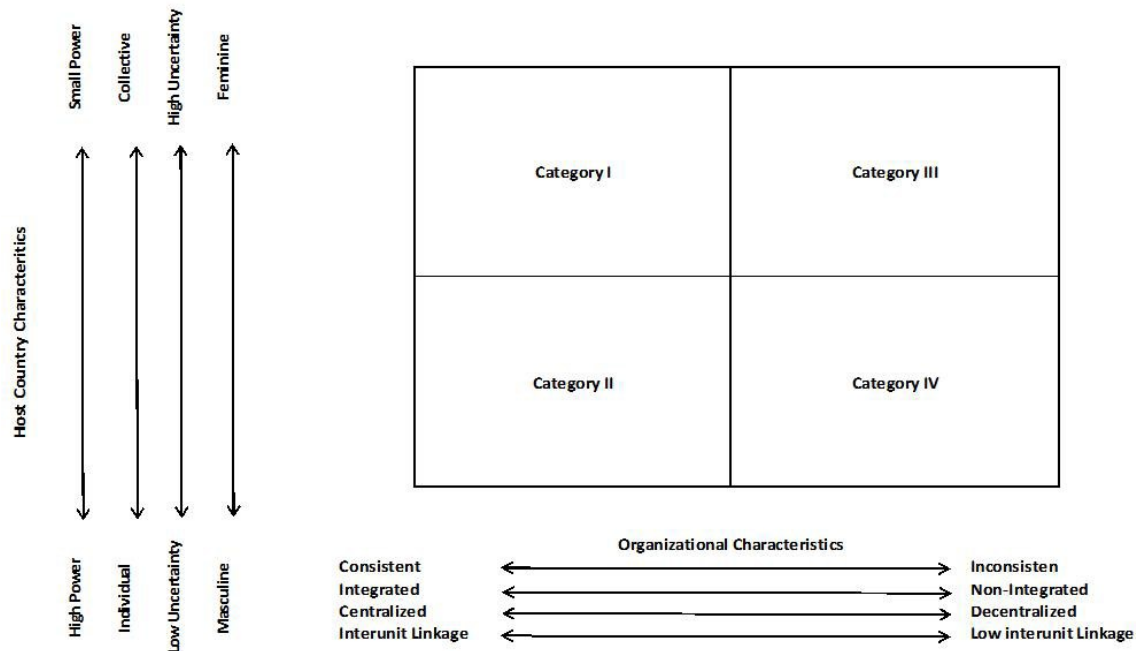 Small Power
Collective
High Uncertainty
Feminine
Host Country Characteritics
High Power
Individual
Low Uncertainty
Masculine
Category I
Category III
Category II
Category IV
Organizational Characteristics
Consistent
Inconsisten
Integrated
Non-Integrated
Centralized
Decentralized
Interunit Linkage
Low interunit Linkage